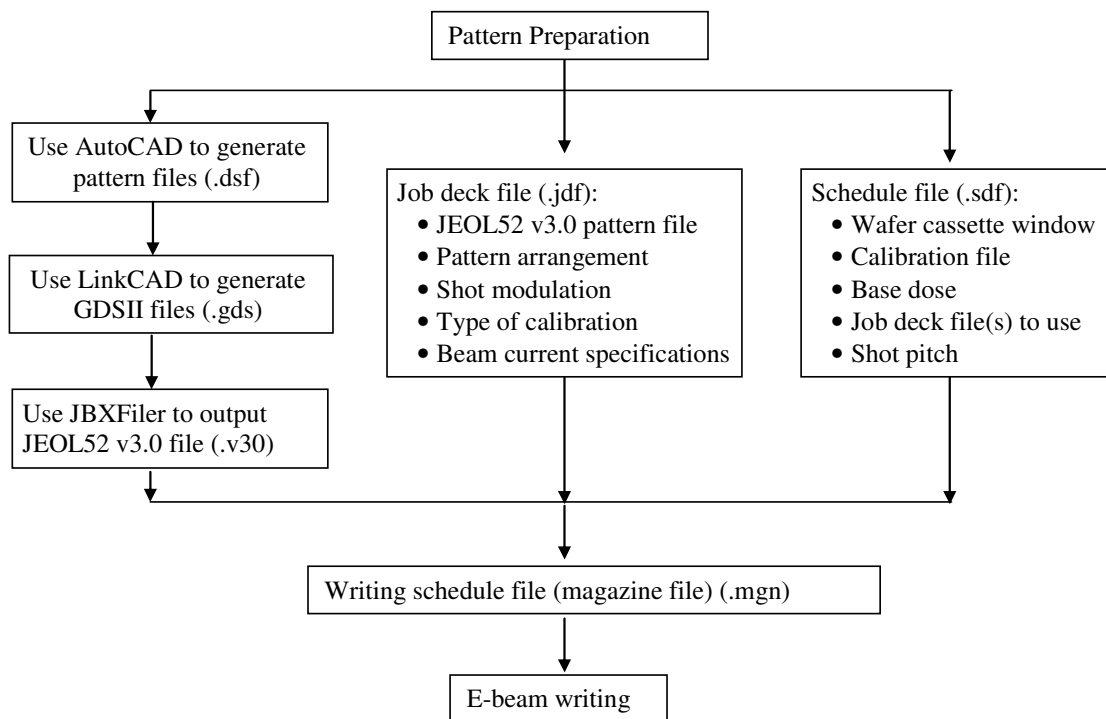 Pattern Preparation
Use AutoCAD to generate
pattern files (.dsf)
Use LinkCAD to generate
GDSII files (.gds)
Use JBXFiler to output
JEOL52 v3.0 file (.v30)
Job deck file (.jdf):
• JEOL52 v3.0 pattern file
• Pattern arrangement
• Shot modulation
• Type of calibration
• Beam current specifications
Schedule file (.sdf):
• Wafer cassette window
• Calibration file
• Base dose
• Job deck file(s) to use
• Shot pitch
Writing schedule file (magazine file) (.mgn)
E-beam writing